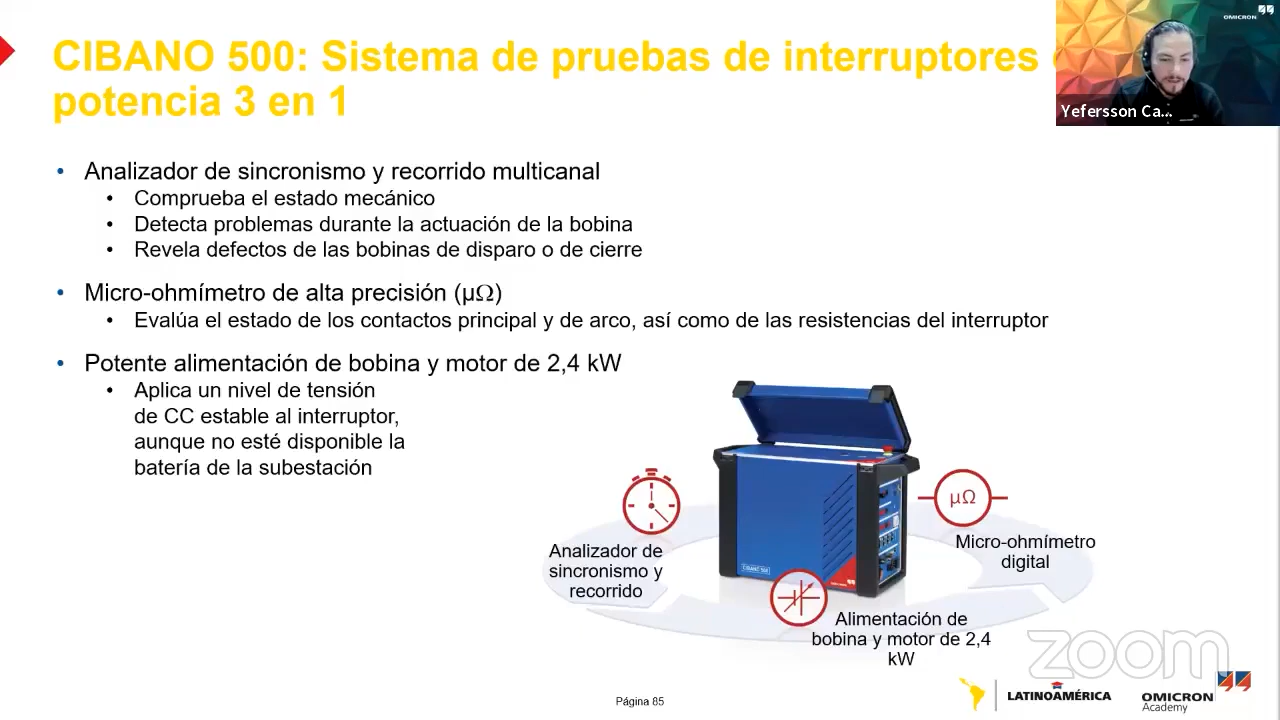 CIBANO 500: Sistema de pruebas de interruptores
potencia 3 en 1
OMICRON
Yefersson Ca...
• Analizador de sincronismo y recorrido multicanal
• Comprueba el estado mecánico
• Detecta problemas durante la actuación de la bobina
• Revela defectos de las bobinas de disparo o de cierre
• Micro-ohmímetro de alta precisión (μΩ)
• Evalúa el estado de los contactos principal y de arco, así como de las resistencias del interruptor
• Potente alimentación de bobina y motor de 2,4 kW
• Aplica un nivel de tensión
de CC estable al interruptor,
aunque no esté disponible la
batería de la subestación
μΩ
Analizador de
sincronismo y
recorrido
Micro-ohmímetro
digital
CIBANO 500
Alimentación de
bobina y motor de 2,4
kW
zoom
Página 85
LATINOAMÉRICA
OMICRON
Academy